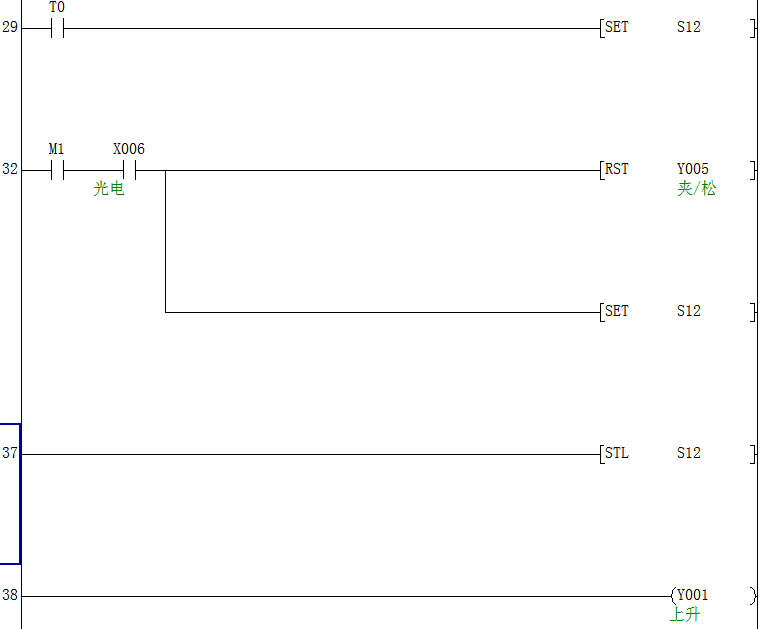 T0
29 SET S12
M1 X006
32 RST Y005
光电 夹/松
SET S12
37 STL S12
38 Y001
上升